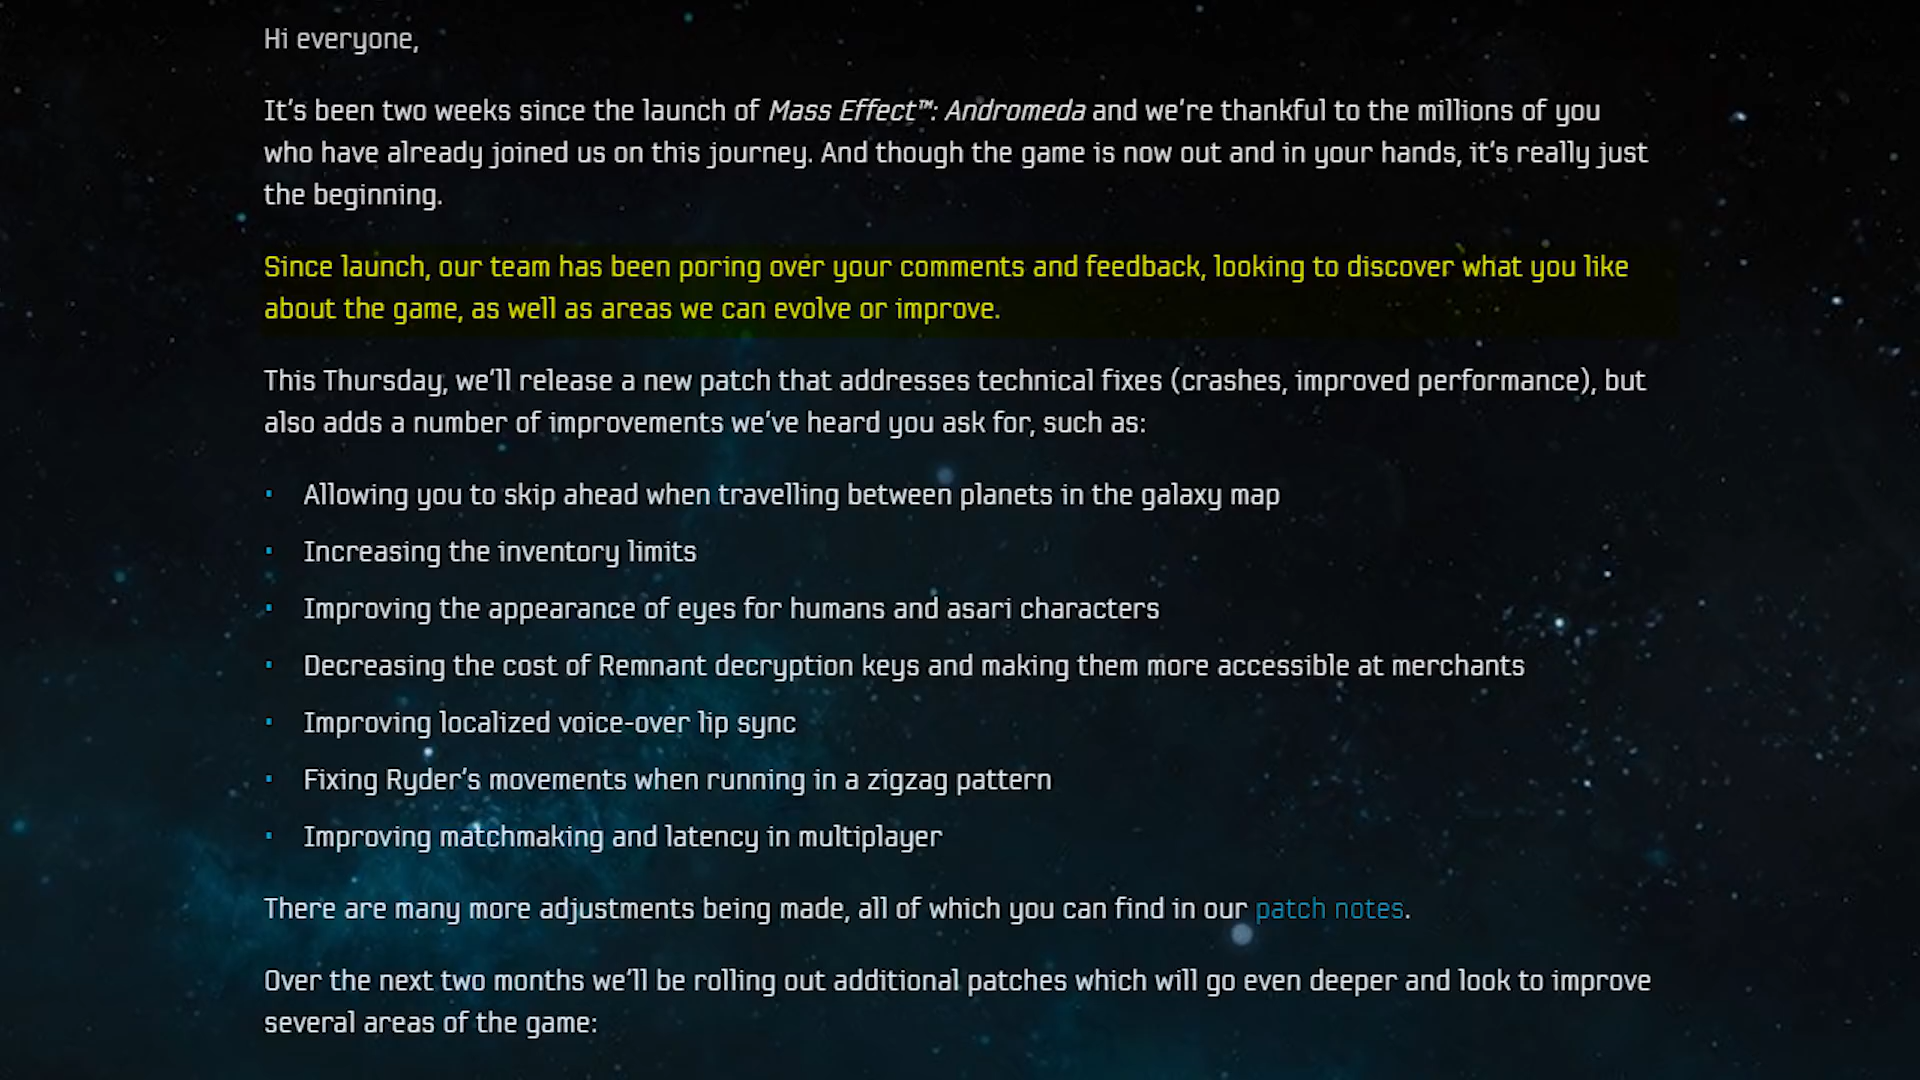 Hi everyone,
It's been two weeks since the launch of Mass Effect™: Andromeda and we're thankful to the millions of you
who have already joined us on this journey. And though the game is now out and in your hands, it's really just
the beginning.
Since launch, our team has been poring over your comments and feedback, looking to discover what you like
about the game, as well as areas we can evolve or improve.
This Thursday, we'll release a new patch that addresses technical fixes (crashes, improved performance), but
also adds a number of improvements we've heard you ask for, such as:
· Allowing you to skip ahead when travelling between planets in the galaxy map
· Increasing the inventory limits
· Improving the appearance of eyes for humans and asari characters
· Decreasing the cost of Remnant decryption keys and making them more accessible at merchants
· Improving localized voice-over lip sync
· Fixing Ryder's movements when running in a zigzag pattern
· Improving matchmaking and latency in multiplayer
There are many more adjustments being made, all of which you can find in our patch notes.
Over the next two months we'll be rolling out additional patches which will go even deeper and look to improve
several areas of the game: